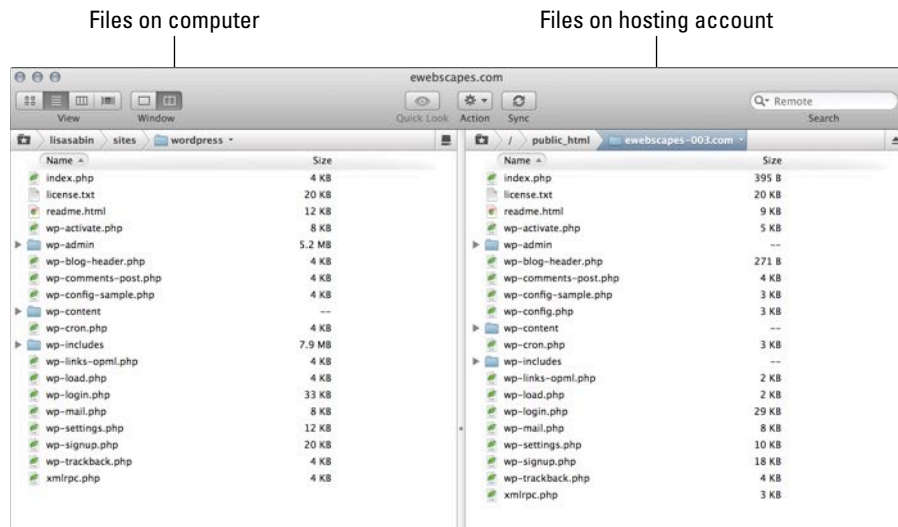 Files on computer
Files on hosting account
ewebscapes.com
View
Window
Quick Look
Action
Sync
Remote
Search
lisasabin sites wordpress
/ public_html ewebscapes-003.com
Name Size
index.php 4 KB
license.txt 20 KB
readme.html 12 KB
wp-activate.php 8 KB
wp-admin 5.2 MB
wp-blog-header.php 4 KB
wp-comments-post.php 4 KB
wp-config-sample.php 4 KB
wp-content --
wp-cron.php 4 KB
wp-includes 7.9 MB
wp-links-opml.php 4 KB
wp-load.php 4 KB
wp-login.php 33 KB
wp-mail.php 8 KB
wp-settings.php 12 KB
wp-signup.php 20 KB
wp-trackback.php 4 KB
xmlrpc.php 4 KB
Name Size
index.php 395 B
license.txt 20 KB
readme.html 9 KB
wp-activate.php 5 KB
wp-admin --
wp-blog-header.php 271 B
wp-comments-post.php 4 KB
wp-config-sample.php 3 KB
wp-config.php 3 KB
wp-content --
wp-cron.php 3 KB
wp-includes --
wp-links-opml.php 2 KB
wp-load.php 2 KB
wp-login.php 29 KB
wp-mail.php 8 KB
wp-settings.php 10 KB
wp-signup.php 18 KB
wp-trackback.php 4 KB
xmlrpc.php 3 KB